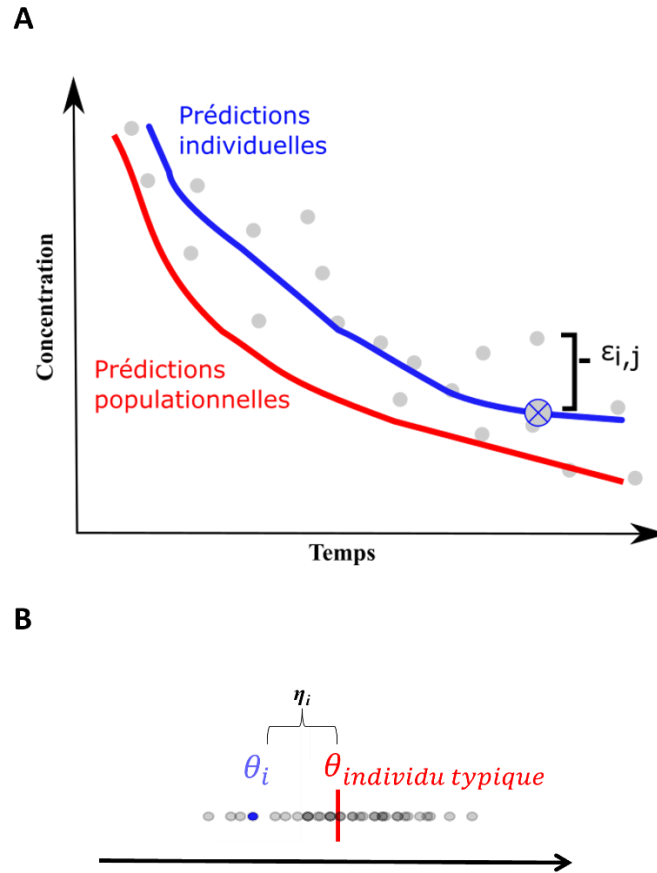 A
Prédictions
individuelles
Concentration
εi,j
Prédictions
populationnelles
Temps
B
ηi
θi
θindividu typique